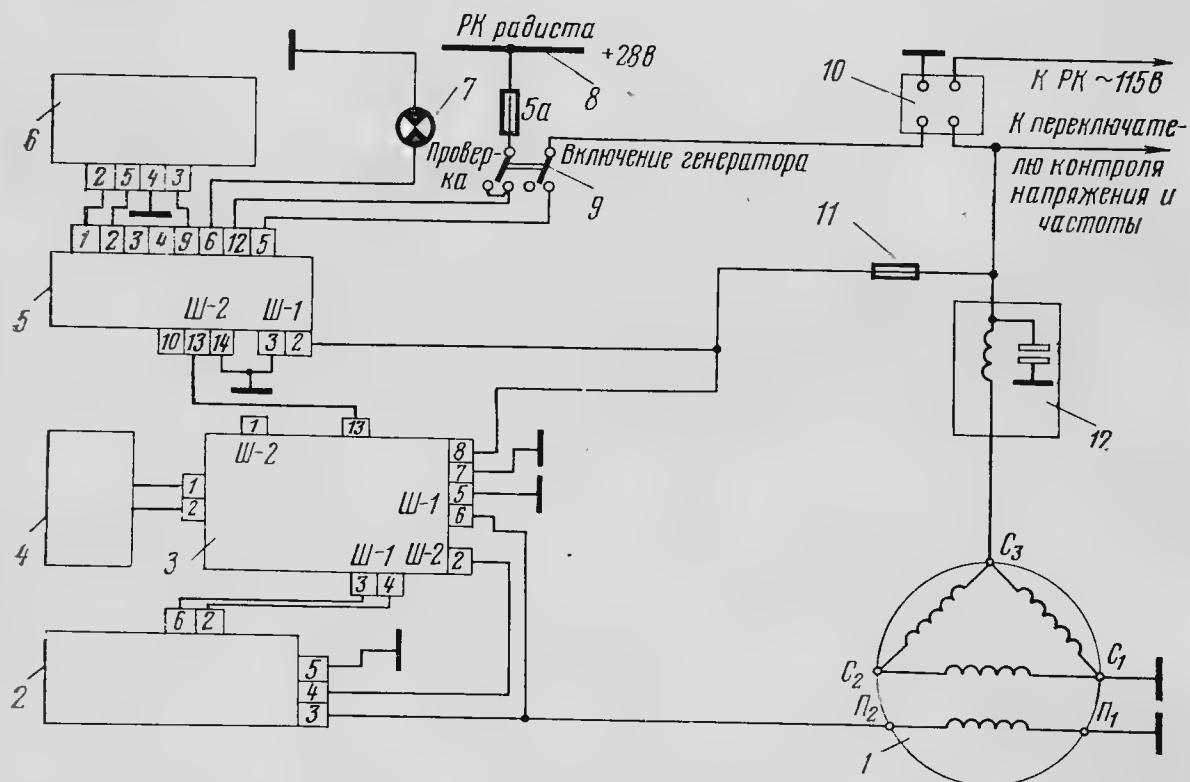 РК радиста
+28В
8
5а
7
10
К РК ~115В
К переключате-
лю контроля
напряжения и
частоты
6
Провер-
ка
Включение генератора
9
2 5 4 3
1 2 3 4 9 6 12 5
11
5
Ш-2 Ш-1
10 13 14 3 2
12
1 13
Ш-2
8
7
5
6
Ш-1
1
2
4
3
Ш-1 Ш-2
2
3 4
6 2
5
4
3
2
С3
С2
С1
П2
П1
1